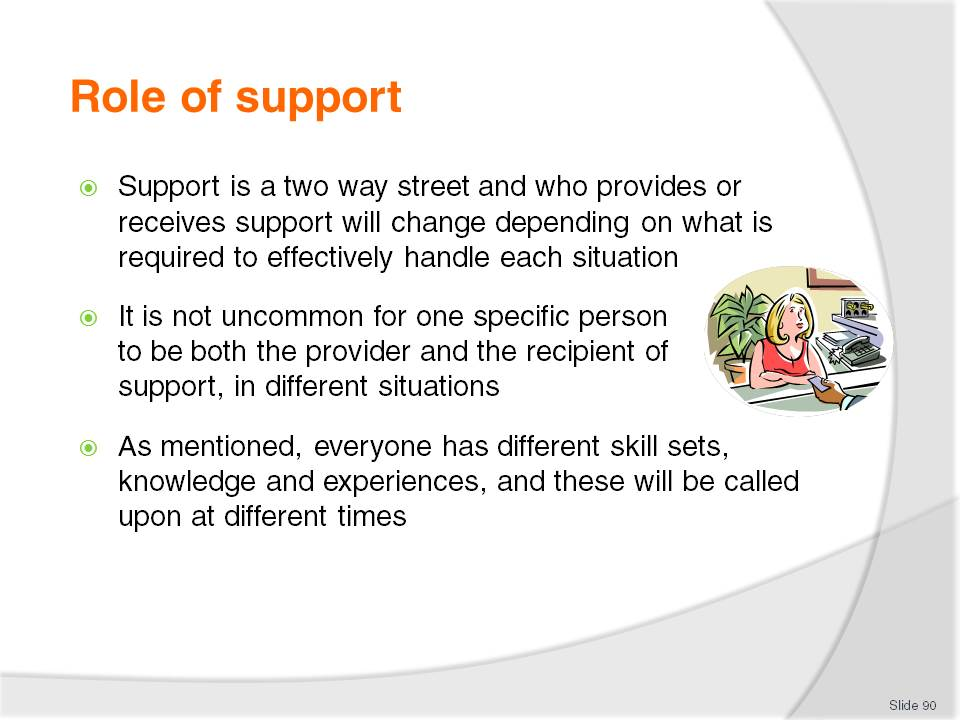 Role of support
Support is a two way street and who provides or
receives support will change depending on what is
required to effectively handle each situation
It is not uncommon for one specific person
to be both the provider and the recipient of
support, in different situations
As mentioned, everyone has different skill sets,
knowledge and experiences, and these will be called
upon at different times
Slide 90